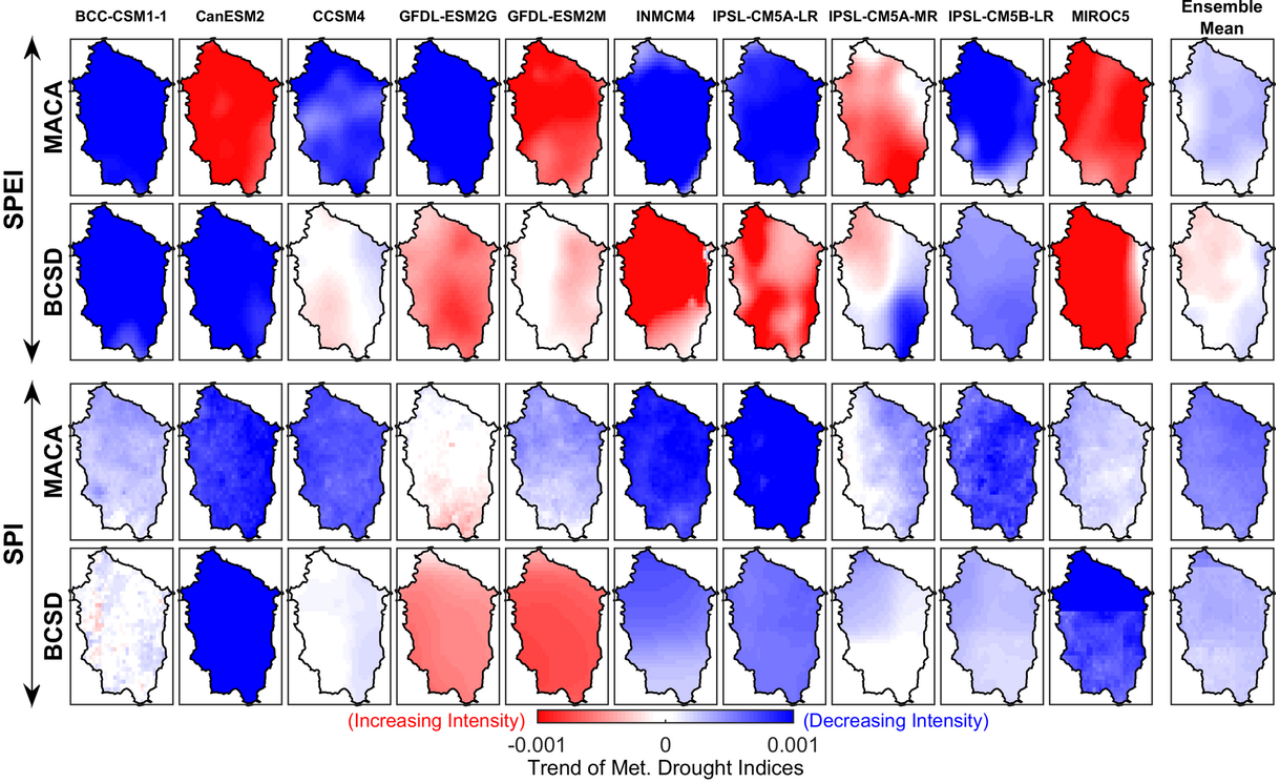 BCC-CSM1-1 CanESM2 CCSM4 GFDL-ESM2G GFDL-ESM2M INMCM4 IPSL-CM5A-LR IPSL-CM5A-MR IPSL-CM5B-LR MIROC5 Ensemble Mean
SPEI
MACA
BCSD
SPI
MACA
BCSD
(Increasing Intensity) (Decreasing Intensity)
-0.001 0 0.001
Trend of Met. Drought Indices